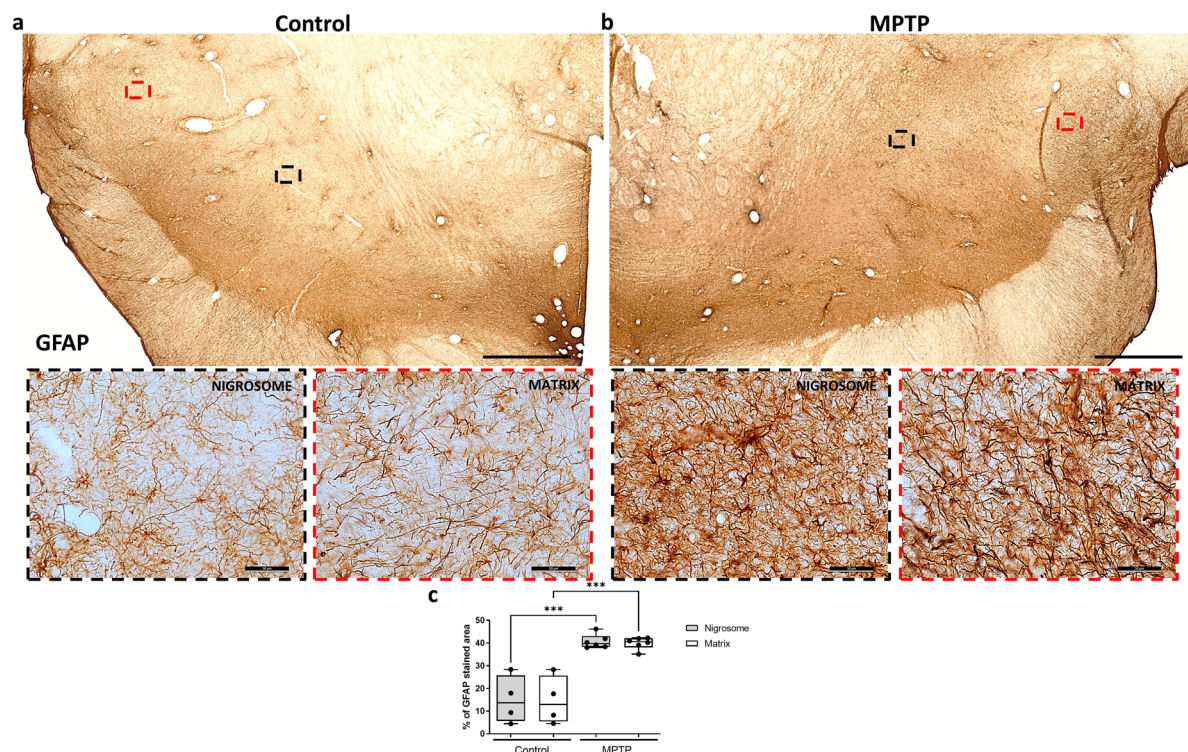 a
Control
b
MPTP
GFAP
NIGROSOME
MATRIX
NIGROSOME
MATRIX
c
***
***
% of GFAP stained area
50
40
30
20
10
0
Nigrosome
Matrix
Control
MPTP